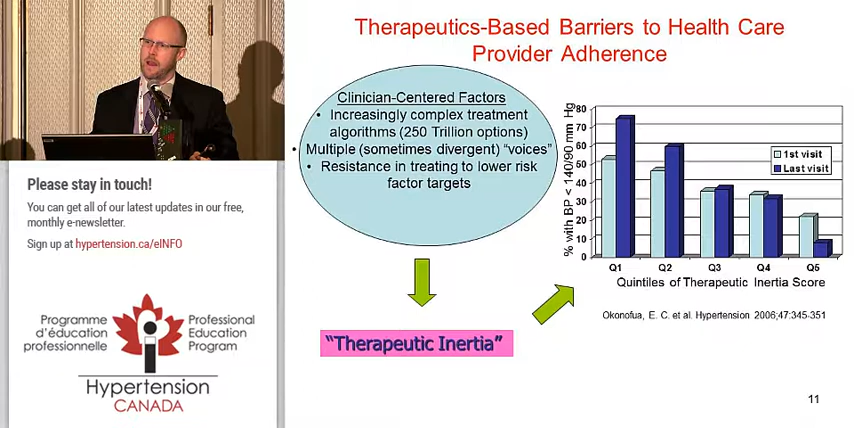 Therapeutics-Based Barriers to Health Care
Provider Adherence
Clinician-Centered Factors
• Increasingly complex treatment
algorithms (250 Trillion options)
• Multiple (sometimes divergent) “voices”
• Resistance in treating to lower risk
factor targets
“Therapeutic Inertia”
% with BP < 140/90 mm Hg
80
70
60
50
40
30
20
10
0
1st visit
Last visit
Q1 Q2 Q3 Q4 Q5
Quintiles of Therapeutic Inertia Score
Okonofua, E. C. et al. Hypertension 2006;47:345-351
11
Please stay in touch!
You can get all of our latest updates in our free,
monthly e-newsletter.
Sign up at hypertension.ca/eINFO
Programme
d'éducation
professionnelle
Professional
Education
Program
Hypertension
CANADA